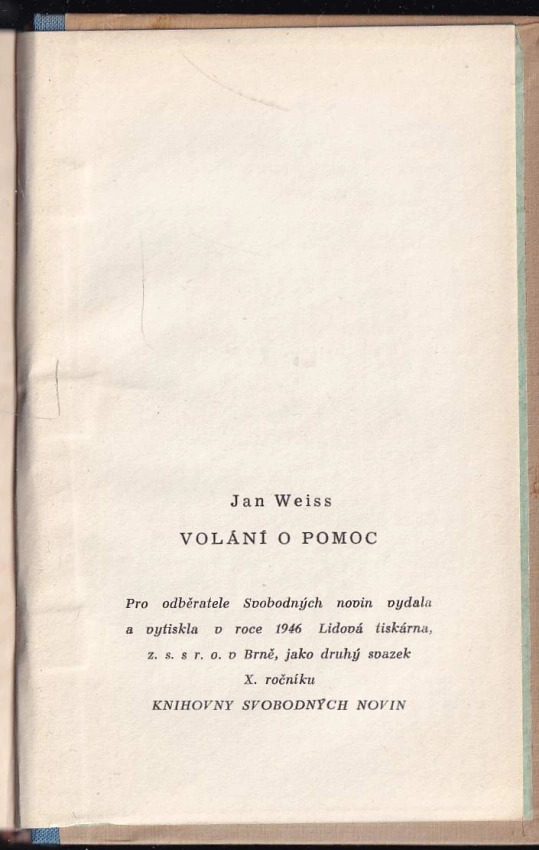 Jan Weiss
VOLÁNÍ O POMOC
Pro odběratele Svobodných novin vydala
a vytiskla v roce 1946 Lidová tiskárna,
z. s. s r. o. v Brně, jako druhý svazek
X. ročníku
KNIHOVNY SVOBODNÝCH NOVIN